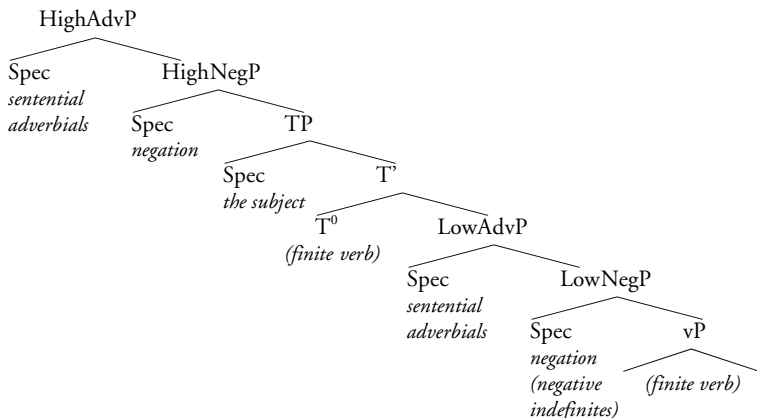 HighAdvP
Spec HighNegP
sentential
adverbials
Spec TP
negation
Spec T'
the subject
T⁰ LowAdvP
(finite verb)
Spec LowNegP
sentential
adverbials
Spec vP
negation
(negative (finite verb)
indefinites)